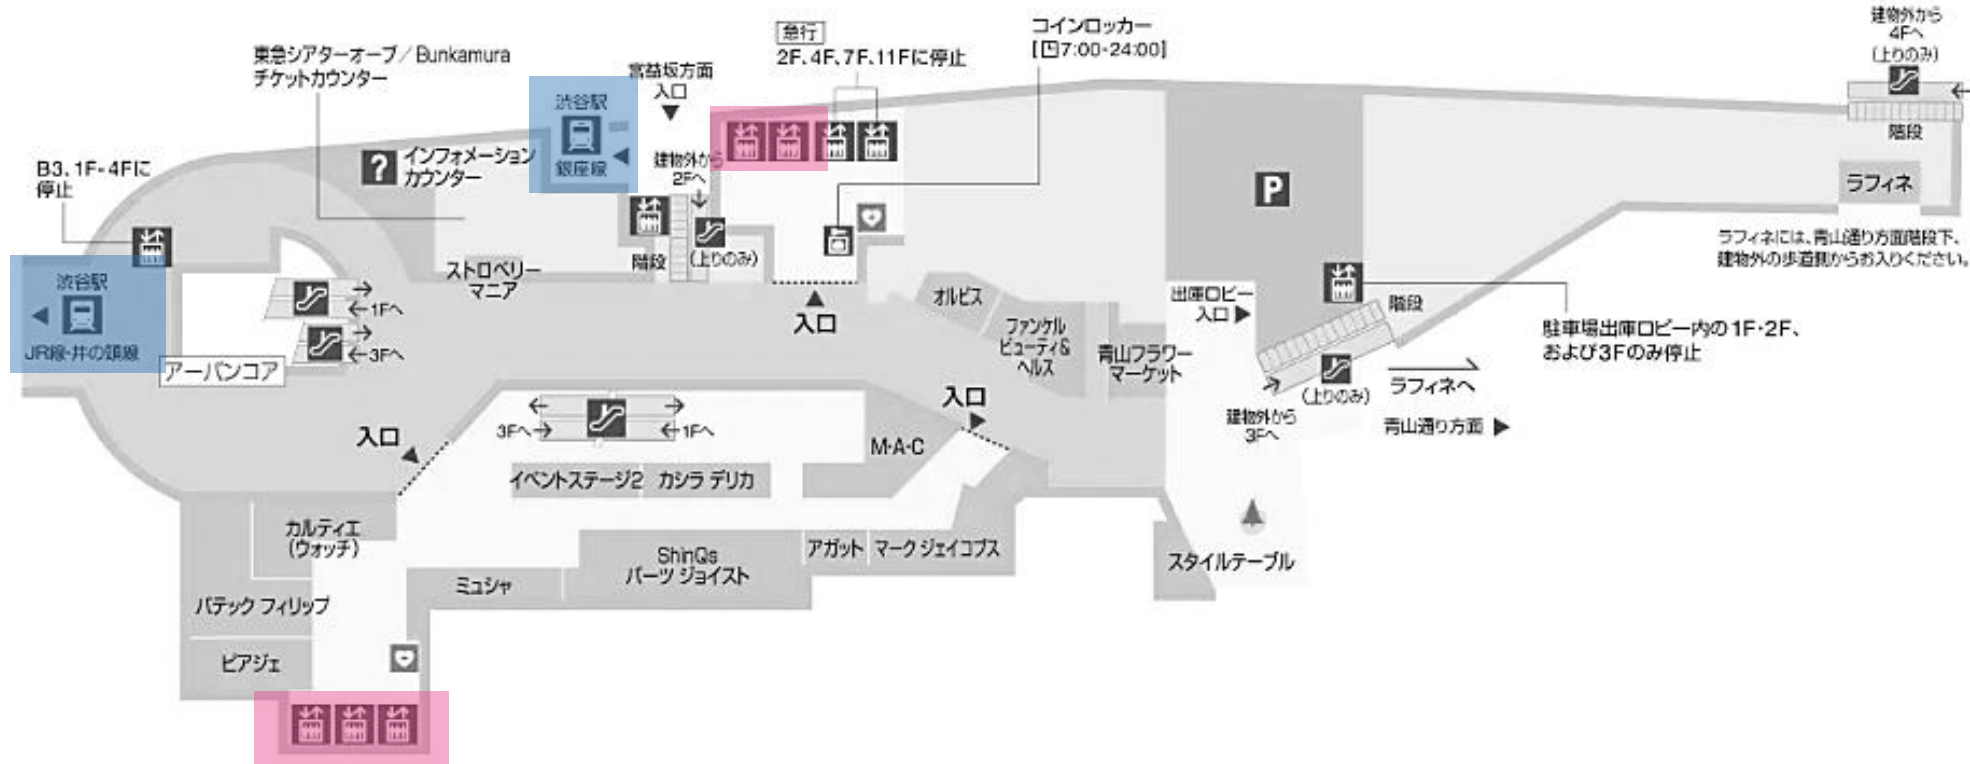 建物外から
4Fへ
(上りのみ)
階段
コインロッカー
[7:00-24:00]
急行
2F、4F、7F、11Fに停止
東急シアターオーブ/Bunkamura
チケットカウンター
宮益坂方面
入口
渋谷駅
銀座線
B3、1F-4Fに
停止
?
インフォメーション
カウンター
建物外から
2Fへ
階段
(上りのみ)
P
ラフィネ
ラフィネには、青山通り方面階段下、
建物外の歩道側からお入りください。
渋谷駅
JR線・井の頭線
1Fへ
3Fへ
アーバンコア
ストロベリー
マニア
入口
オルビス
ファンケル
ビューティ&
ヘルス
青山フラワー
マーケット
出庫ロビー
入口
階段
駐車場出庫ロビー内の1F・2F、
および3Fのみ停止
(上りのみ)
ラフィネへ
建物外から
3Fへ
青山通り方面
入口
3Fへ
1Fへ
入口
M・A・C
イベントステージ2
カシラ デリカ
カルティエ
(ウォッチ)
ShinQs
パーツ ジョイスト
アガット
マーク ジェイコブス
スタイルテーブル
ミュシャ
パテック フィリップ
ピアジェ